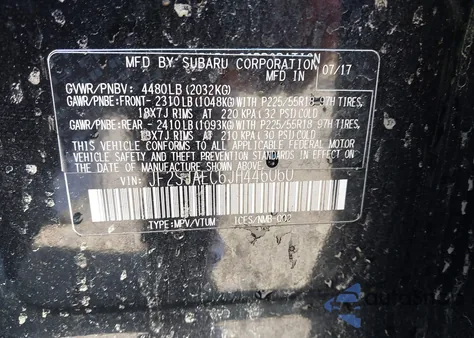 MFD BY SUBARU CORPORATION
MFD IN 07/17
GVWR/PNBV: 4480LB (2032KG)
GAWR/PNBE: FRONT- 2310LB (1048KG) WITH P225/55R18 97H TIRES,
18X7J RIMS AT 220 KPA (32 PSI) COLD
GAWR/PNBE: REAR - 2410LB (1093KG) WITH P225/55R18 97H TIRES,
18X7J RIMS AT 210 KPA (30 PSI) COLD
THIS VEHICLE CONFORMS TO ALL APPLICABLE FEDERAL MOTOR
VEHICLE SAFETY AND THEFT PREVENTION STANDARDS IN EFFECT
ON THE DATE OF MANUFACTURE SHOWN ABOVE.
VIN: JF2SJAEC6JH446060
TYPE:MPV/VTUM ICES/NMB-002